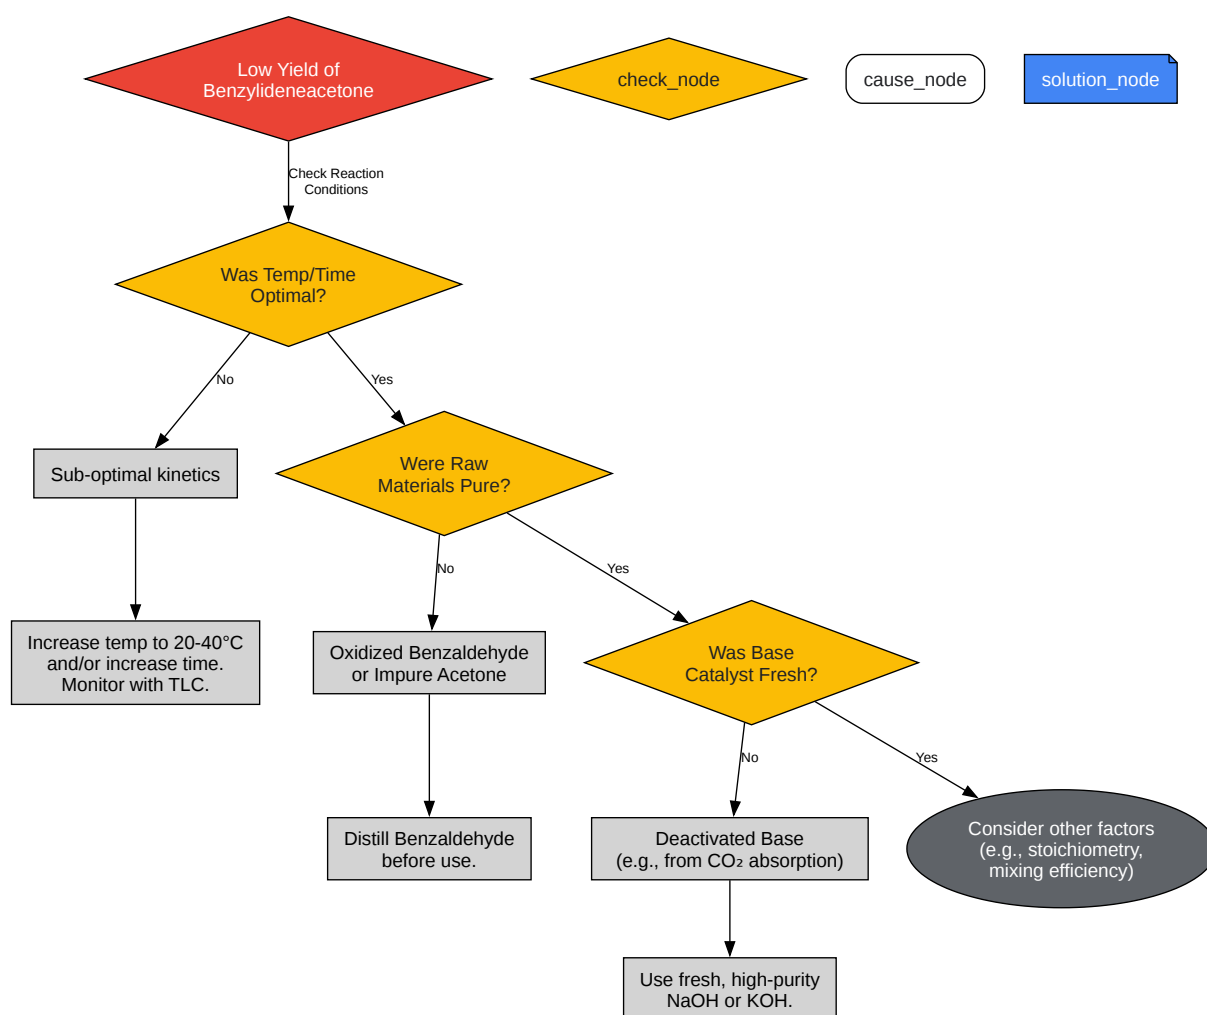 Low Yield of
Benzylideneacetone
check_node
cause_node
solution_node
Check Reaction
Conditions
Was Temp/Time
Optimal?
No
Yes
Sub-optimal kinetics
Were Raw
Materials Pure?
No
Yes
Increase temp to 20-40°C
and/or increase time.
Monitor with TLC.
Oxidized Benzaldehyde
or Impure Acetone
Was Base
Catalyst Fresh?
No
Yes
Distill Benzaldehyde
before use.
Deactivated Base
(e.g., from CO₂ absorption)
Consider other factors
(e.g., stoichiometry,
mixing efficiency)
Use fresh, high-purity
NaOH or KOH.